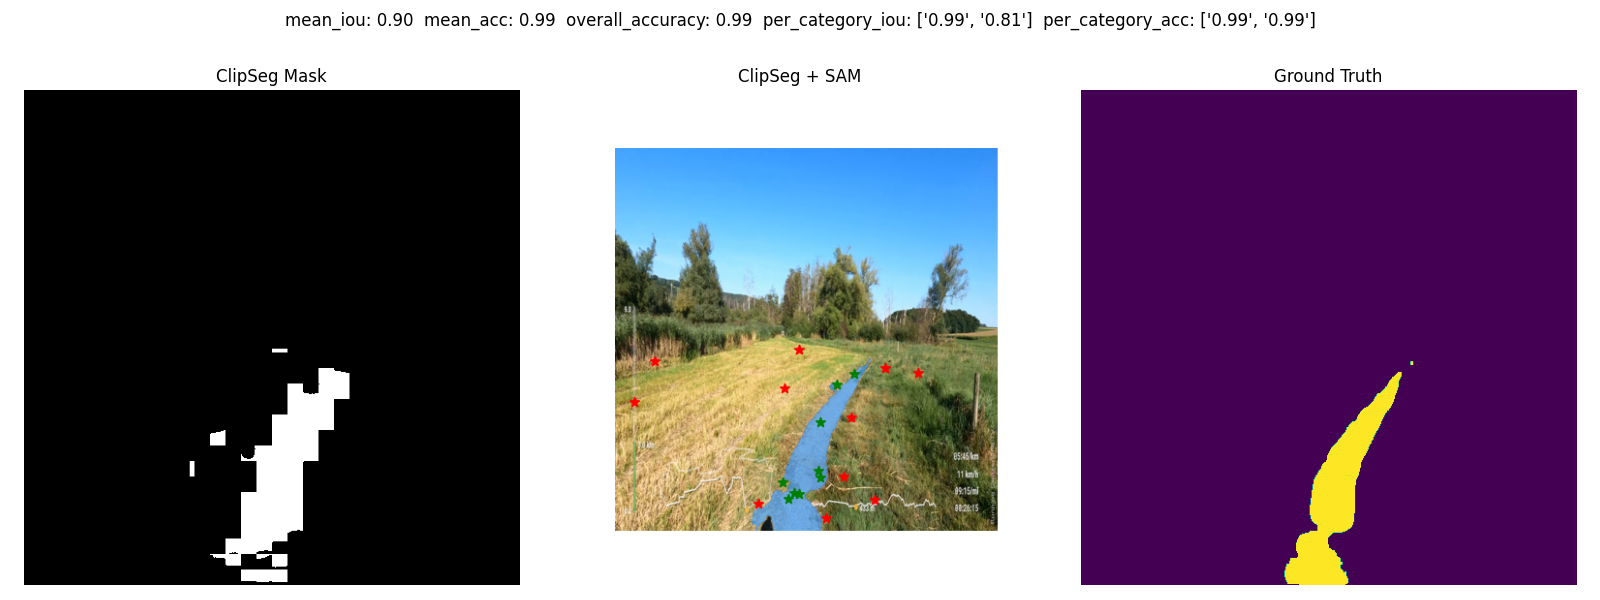 mean_iou: 0.90  mean_acc: 0.99  overall_accuracy: 0.99  per_category_iou: ['0.99', '0.81']  per_category_acc: ['0.99', '0.99']
ClipSeg Mask
ClipSeg + SAM
Ground Truth
05:46/km
11 km/h
09:15/mi
00:26:15